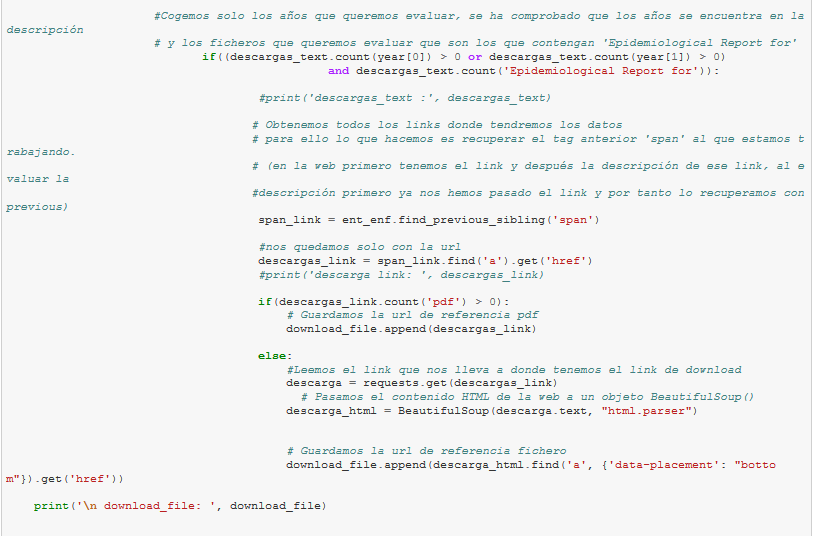 #Cogemos solo los años que queremos evaluar, se ha comprobado que los años se encuentra en la
descripción
# y los ficheros que queremos evaluar que son los que contengan 'Epidemiological Report for'
if((descargas_text.count(year[0]) > 0 or descargas_text.count(year[1]) > 0)
and descargas_text.count('Epidemiological Report for')):
#print('descargas_text :', descargas_text)
# Obtenemos todos los links donde tendremos los datos
# para ello lo que hacemos es recuperar el tag anterior 'span' al que estamos t
rabajando.
# (en la web primero tenemos el link y después la descripción de ese link, al e
valuar la
#descripción primero ya nos hemos pasado el link y por tanto lo recuperamos con
previous)
span_link = ent_enf.find_previous_sibling('span')
#nos quedamos solo con la url
descargas_link = span_link.find('a').get('href')
#print('descarga link: ', descargas_link)
if(descargas_link.count('pdf') > 0):
# Guardamos la url de referencia pdf
download_file.append(descargas_link)
else:
#Leemos el link que nos lleva a donde tenemos el link de download
descarga = requests.get(descargas_link)
# Pasamos el contenido HTML de la web a un objeto BeautifulSoup()
descarga_html = BeautifulSoup(descarga.text, "html.parser")
# Guardamos la url de referencia fichero
download_file.append(descarga_html.find('a', {'data-placement': "botto
m"}).get('href'))
print('\n download_file: ', download_file)